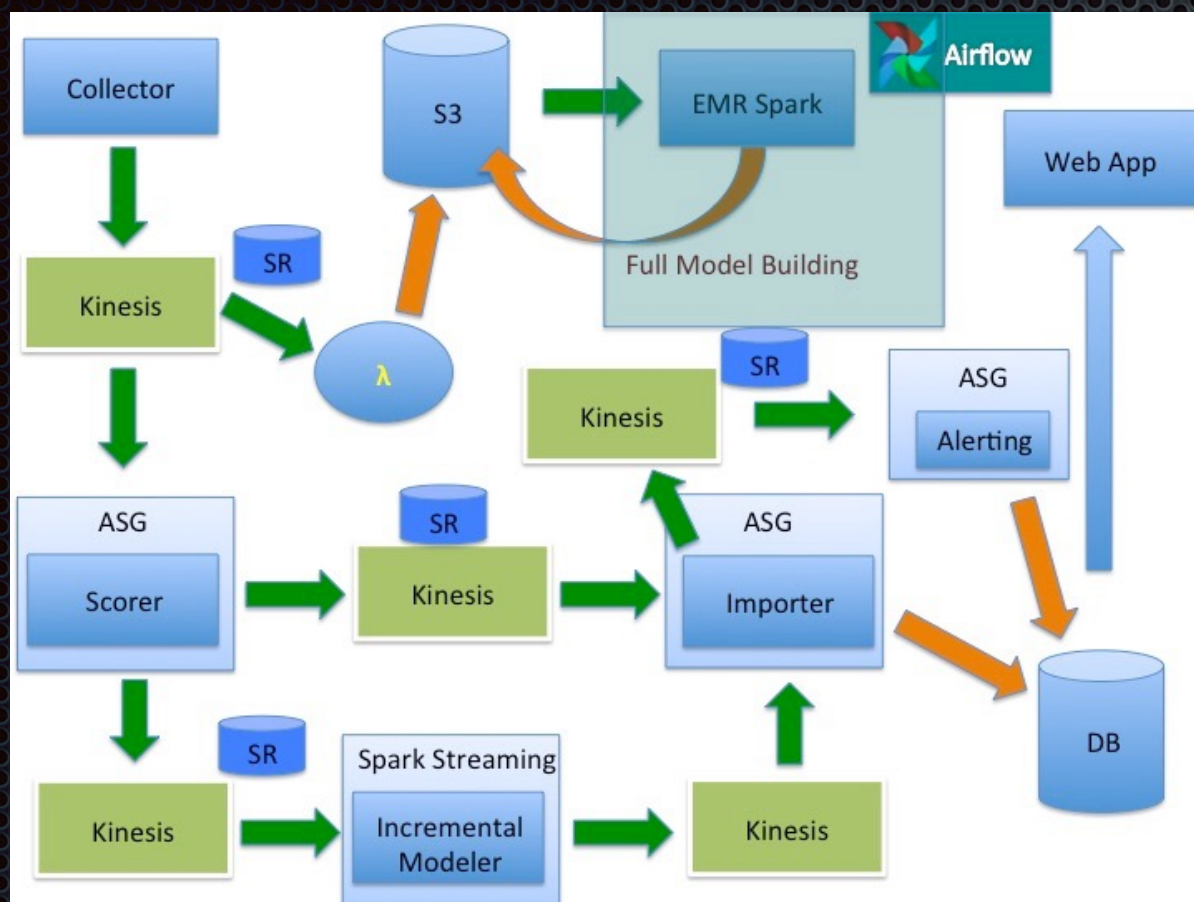 Collector
S3
EMR Spark
Airflow
Web App
SR
Kinesis
Full Model Building
λ
SR
Kinesis
ASG
Alerting
ASG
Scorer
SR
Kinesis
ASG
Importer
SR
Kinesis
Spark Streaming
Incremental
Modeler
Kinesis
DB